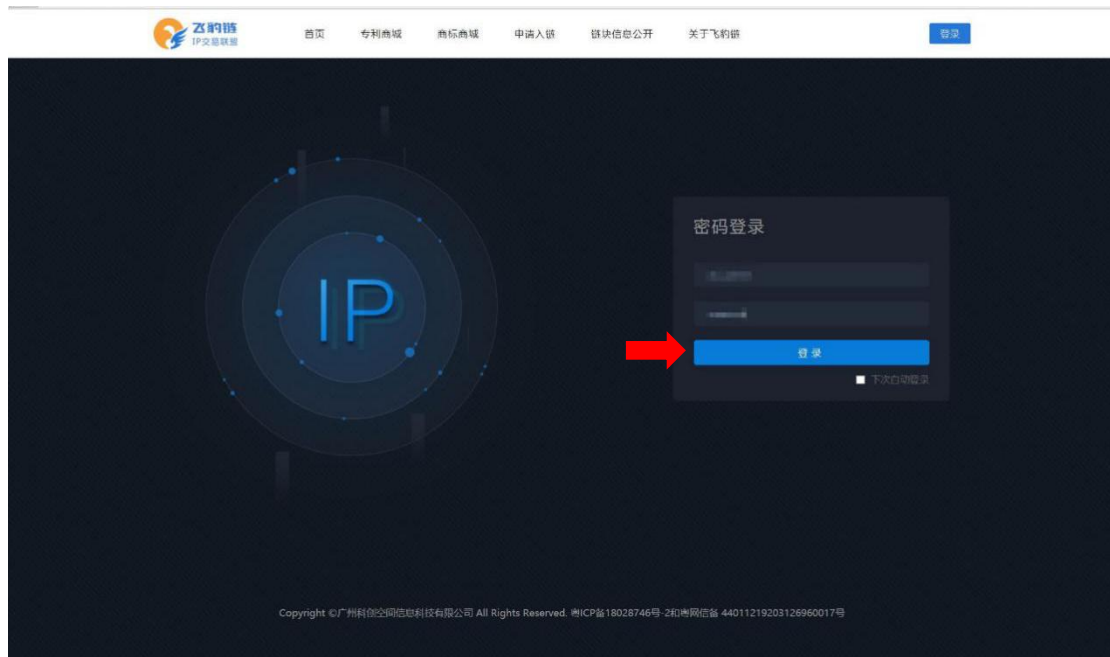 飞豹链
IP交易联盟
首页 专利商城 商标商城 申请入链 链块信息公开 关于飞豹链
登录
IP
密码登录
登录
下次自动登录
Copyright ©广州科创空间信息科技有限公司 All Rights Reserved. 粤ICP备18028746号-2和粤网信备 44011219203126960017号